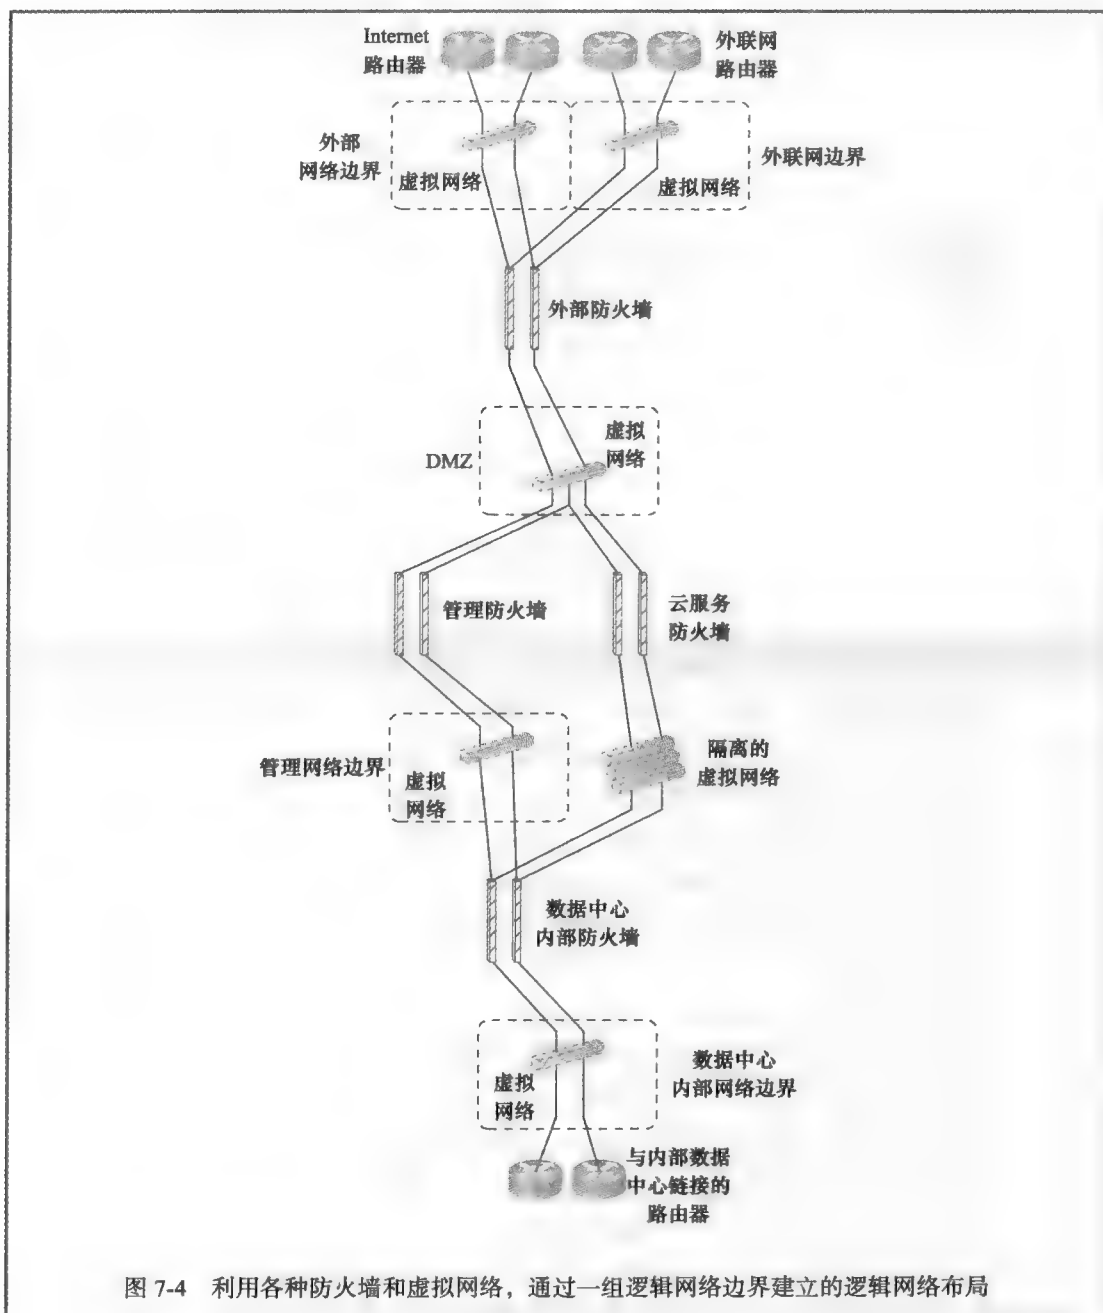 Internet
路由器
外联网
路由器
外部
网络边界
虚拟网络
虚拟网络
外联网边界
外部防火墙
DMZ
虚拟
网络
管理防火墙
云服务
防火墙
管理网络边界
虚拟
网络
隔离的
虚拟网络
数据中心
内部防火墙
虚拟
网络
数据中心
内部网络边界
与内部数据
中心链接的
路由器
图 7-4 利用各种防火墙和虚拟网络，通过一组逻辑网络边界建立的逻辑网络布局